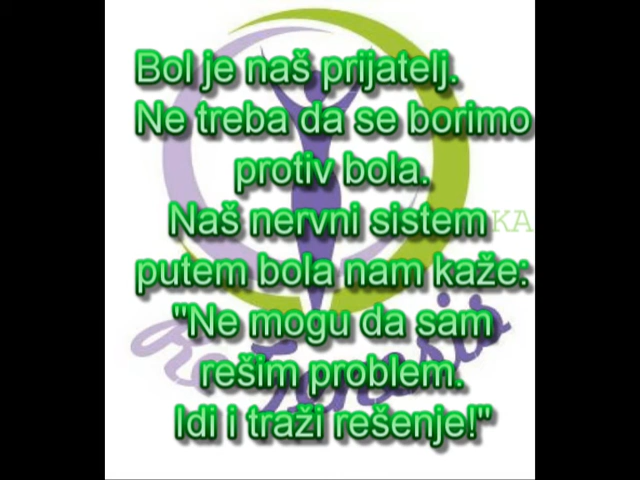 Bol je naš prijatelj.
Ne treba da se borimo
protiv bola.
Naš nervni sistem
KA
putem bola nam kaže:
"Ne mogu da sam
rešim problem.
Idi i traži rešenje!"